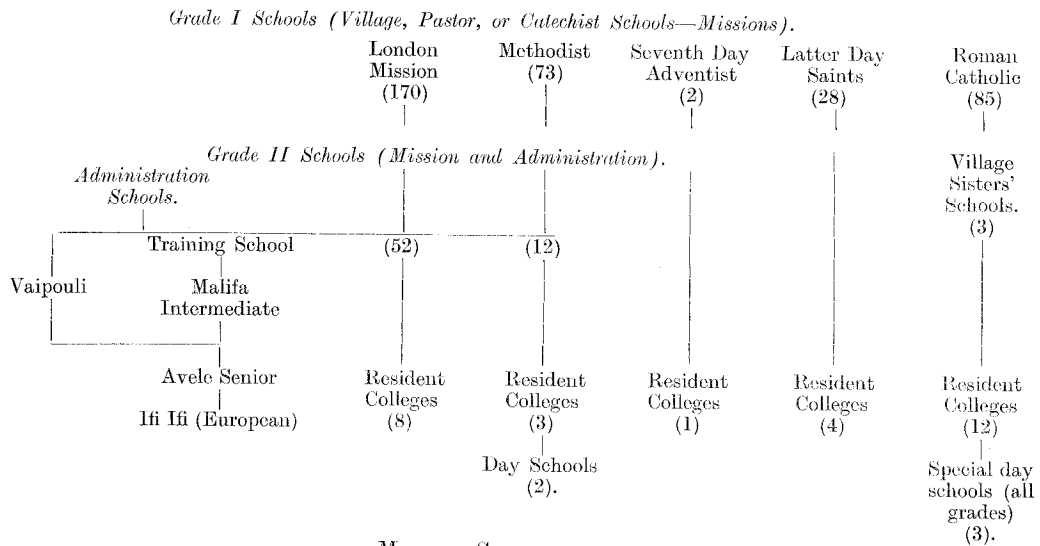 Grade I Schools (Village, Pastor, or Catechist Schools—Missions).
London Mission (170)
Methodist (73)
Seventh Day Adventist (2)
Latter Day Saints (28)
Roman Catholic (85)
Grade II Schools (Mission and Administration).
Administration Schools.
Village Sisters' Schools. (3)
Training School
(52)
(12)
Vaipouli
Malifa Intermediate
Avele Senior
Ifi Ifi (European)
Resident Colleges (8)
Resident Colleges (3)
Resident Colleges (1)
Resident Colleges (4)
Resident Colleges (12)
Day Schools (2).
Special day schools (all grades) (3).